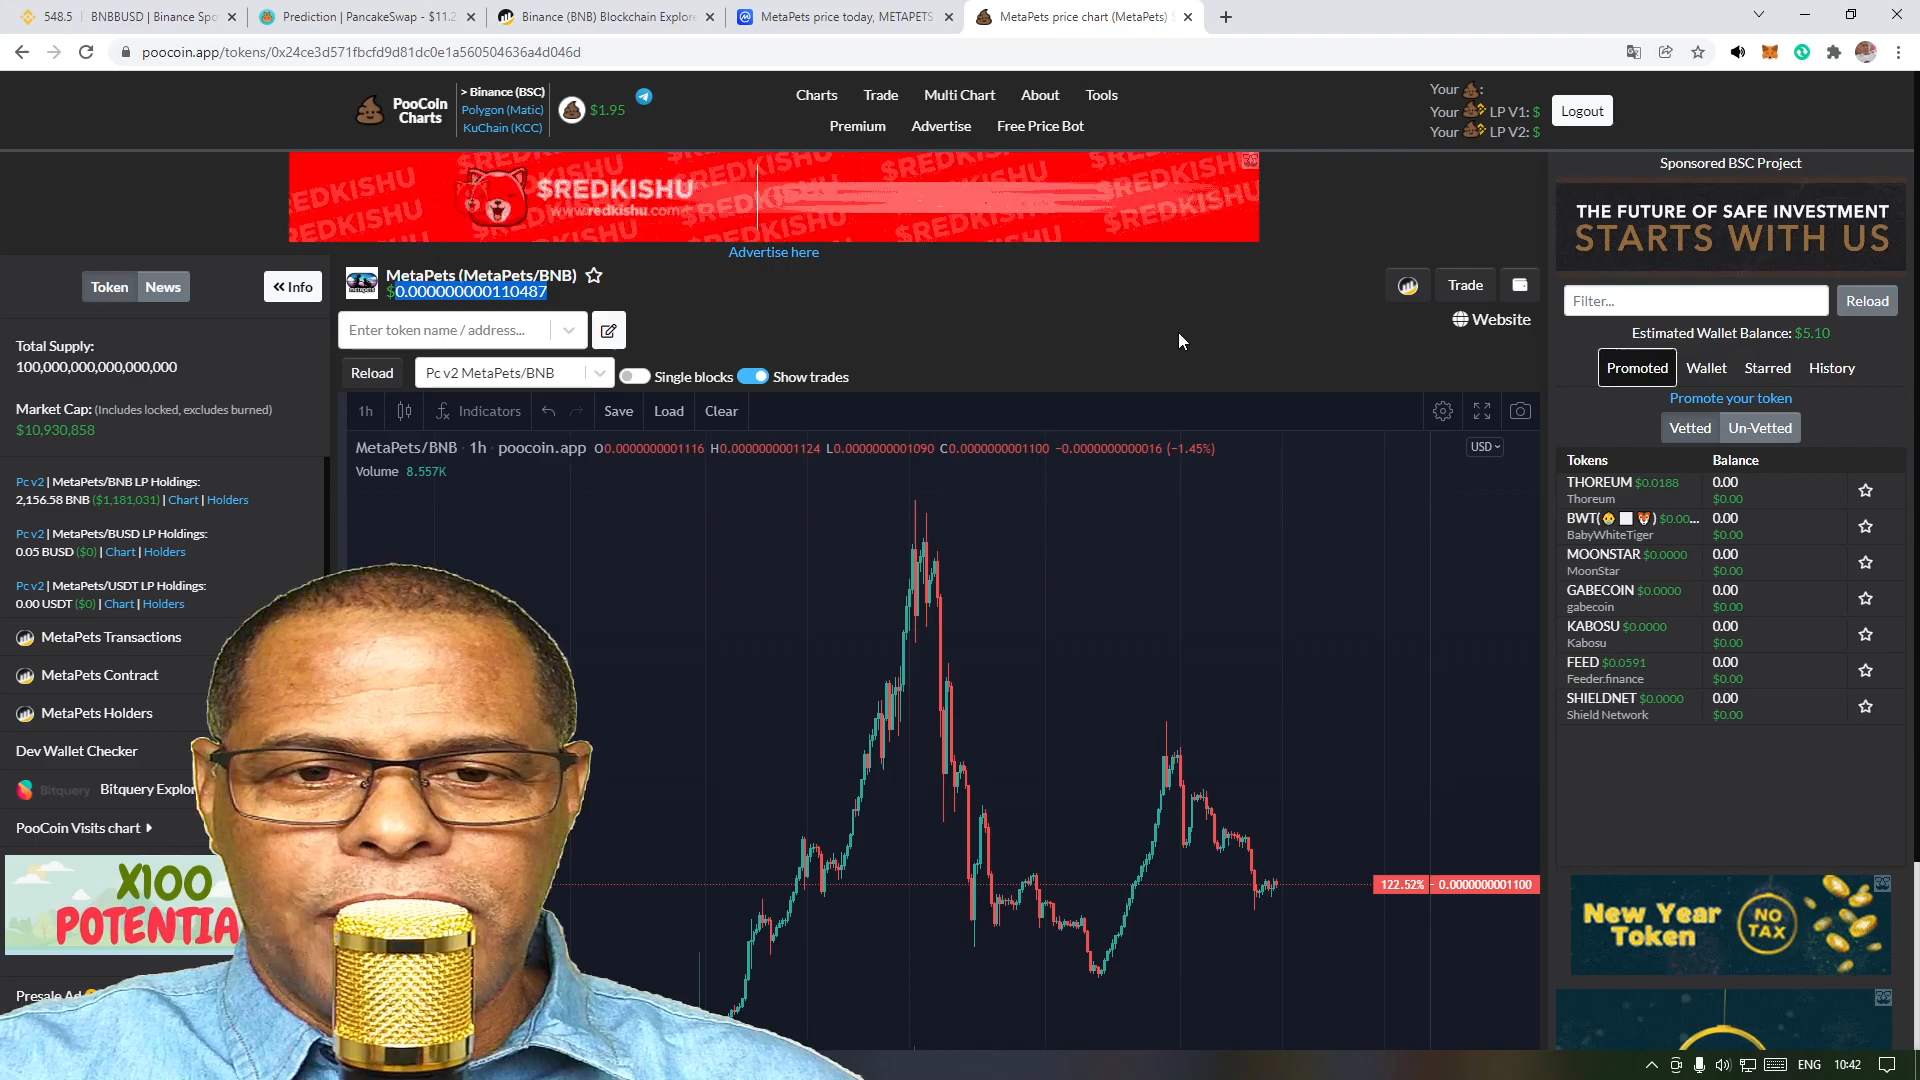 548.5 BNBBUSD | Binance Spo
Prediction | PancakeSwap - $11.2
Binance (BNB) Blockchain Explore
MetaPets price today, METAPETS
MetaPets price chart (MetaPets)
poocoin.app/tokens/0x24ce3d571fbcfd9d81dc0e1a560504636a4d046d
PooCoin
Charts
> Binance (BSC)
Polygon (Matic)
KuChain (KCC)
$1.95
Charts Trade Multi Chart About Tools
Premium Advertise Free Price Bot
Your :
Your LP V1: $
Your LP V2: $
Logout
$REDKISHU
www.redkishu.com
Advertise here
Sponsored BSC Project
THE FUTURE OF SAFE INVESTMENT
STARTS WITH US
Token News
Info
MetaPets (MetaPets/BNB)
$0.000000000110487
Trade
Website
Enter token name / address...
Reload
Pc v2 MetaPets/BNB
Single blocks
Show trades
Total Supply:
100,000,000,000,000,000
Market Cap: (Includes locked, excludes burned)
$10,930,858
Pc v2 | MetaPets/BNB LP Holdings:
2,156.58 BNB ($1,181,031) | Chart | Holders
Pc v2 | MetaPets/BUSD LP Holdings:
0.05 BUSD ($0) | Chart | Holders
Pc v2 | MetaPets/USDT LP Holdings:
0.00 USDT ($0) | Chart | Holders
MetaPets Transactions
MetaPets Contract
MetaPets Holders
Dev Wallet Checker
Bitquery Bitquery Explor
PooCoin Visits chart
X100
POTENTIA
Presale Ad
1h Indicators Save Load Clear
MetaPets/BNB · 1h · poocoin.app O0.0000000001116 H0.0000000001124 L0.0000000001090 C0.0000000001100 −0.0000000000016 (−1.45%)
USD
Volume 8.557K
122.52% 0.0000000001100
Filter...
Reload
Estimated Wallet Balance: $5.10
Promoted Wallet Starred History
Promote your token
Vetted Un-Vetted
Tokens Balance
THOREUM $0.0188 0.00
Thoreum $0.00
BWT( ) $0.00... 0.00
BabyWhiteTiger $0.00
MOONSTAR $0.0000 0.00
MoonStar $0.00
GABECOIN $0.0000 0.00
gabecoin $0.00
KABOSU $0.0000 0.00
Kabosu $0.00
FEED $0.0591 0.00
Feeder.finance $0.00
SHIELDNET $0.0000 0.00
Shield Network $0.00
New Year
Token
NO
TAX
ENG 10:42